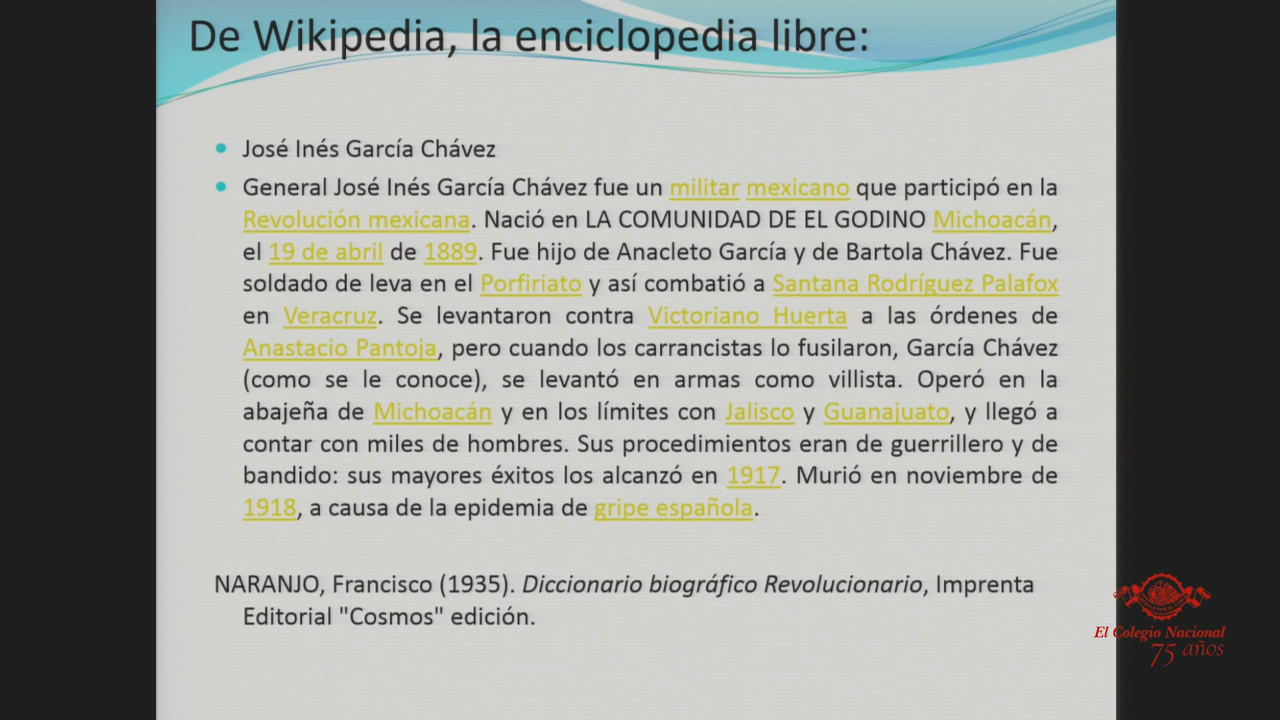 De Wikipedia, la enciclopedia libre:
José Inés García Chávez
General José Inés García Chávez fue un militar mexicano que participó en la
Revolución mexicana. Nació en LA COMUNIDAD DE EL GODINO Michoacán,
el 19 de abril de 1889. Fue hijo de Anacleto García y de Bartola Chávez. Fue
soldado de leva en el Porfiriato y así combatió a Santana Rodríguez Palafox
en Veracruz. Se levantaron contra Victoriano Huerta a las órdenes de
Anastacio Pantoja, pero cuando los carrancistas lo fusilaron, García Chávez
(como se le conoce), se levantó en armas como villista. Operó en la
abajeña de Michoacán y en los límites con Jalisco y Guanajuato, y llegó a
contar con miles de hombres. Sus procedimientos eran de guerrillero y de
bandido: sus mayores éxitos los alcanzó en 1917. Murió en noviembre de
1918, a causa de la epidemia de gripe española.
NARANJO, Francisco (1935). Diccionario biográfico Revolucionario, Imprenta
Editorial "Cosmos" edición.
El Colegio Nacional
75 años